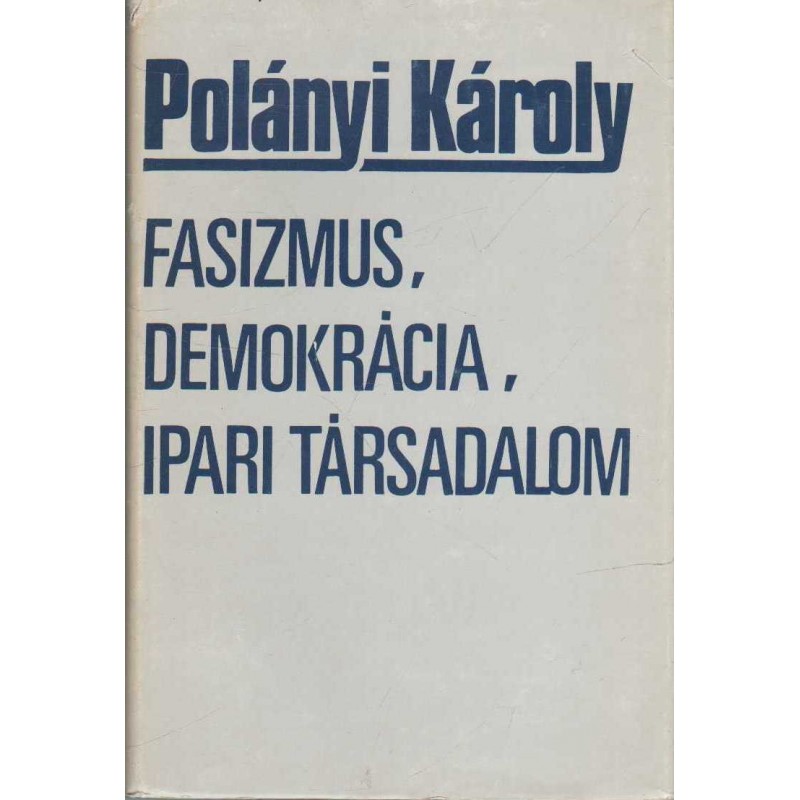 Polányi Károly
FASIZMUS,
DEMOKRÁCIA,
IPARI TÁRSADALOM